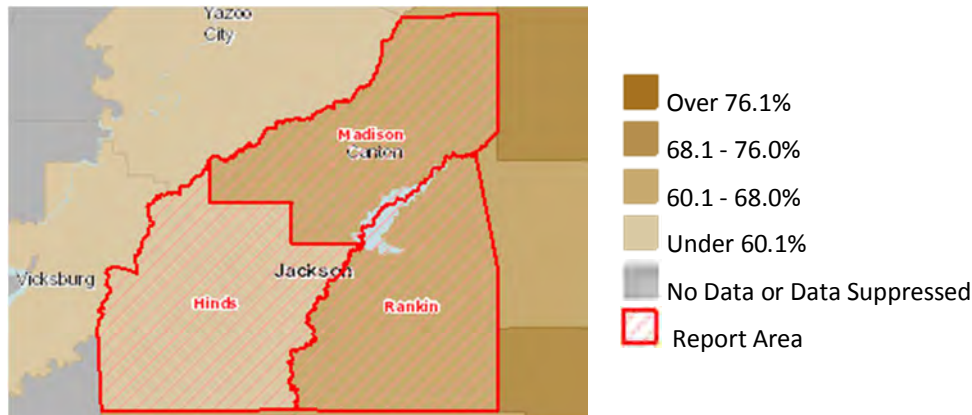 Yazoo
City
Madison
Canton
Jackson
Vicksburg
Hinds
Rankin
Over 76.1%
68.1 - 76.0%
60.1 - 68.0%
Under 60.1%
No Data or Data Suppressed
Report Area